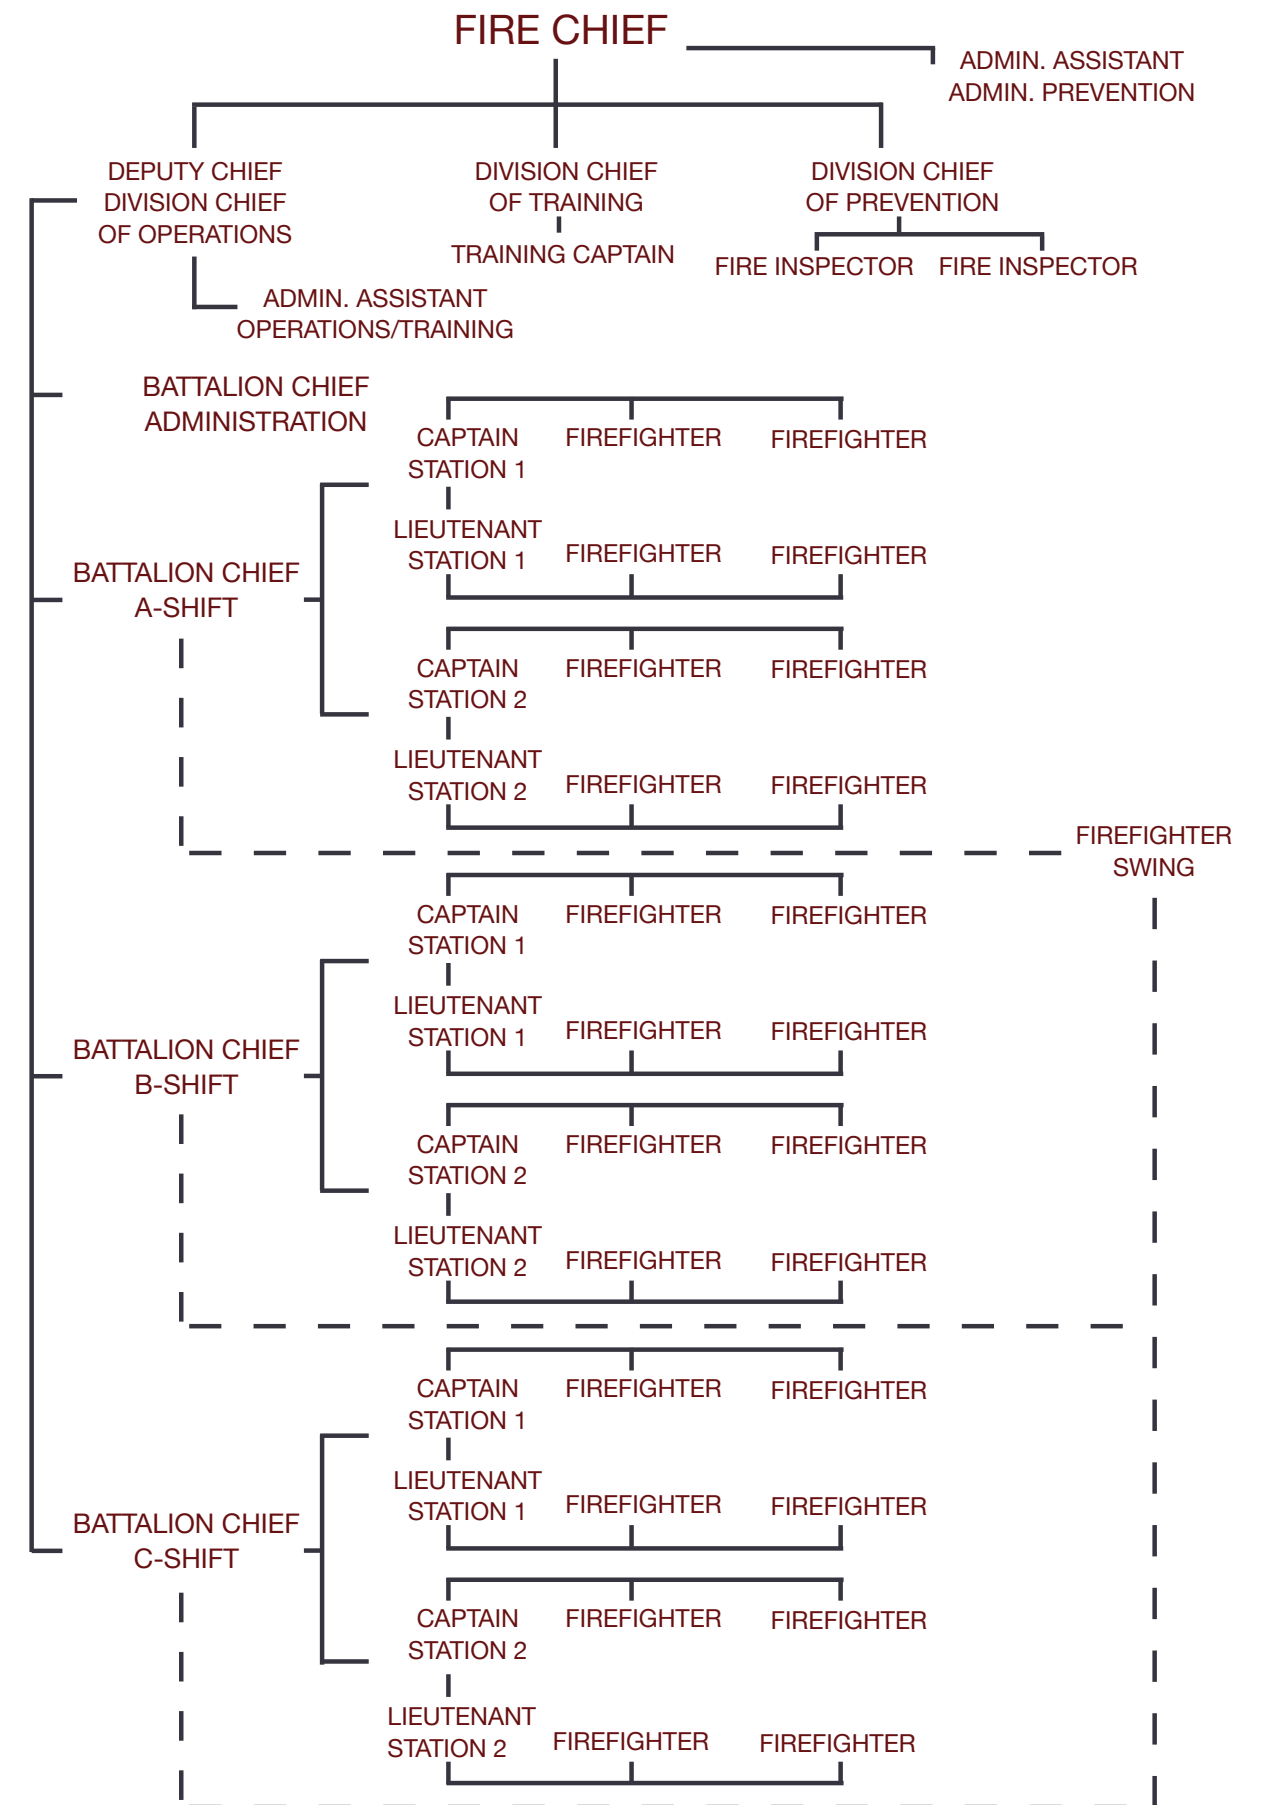 FIRE CHIEF
ADMIN. ASSISTANT
ADMIN. PREVENTION
DEPUTY CHIEF
DIVISION CHIEF
OF OPERATIONS
DIVISION CHIEF
OF TRAINING
TRAINING CAPTAIN
DIVISION CHIEF
OF PREVENTION
FIRE INSPECTOR
FIRE INSPECTOR
ADMIN. ASSISTANT
OPERATIONS/TRAINING
BATTALION CHIEF
ADMINISTRATION
BATTALION CHIEF
A-SHIFT
CAPTAIN
STATION 1
FIREFIGHTER
FIREFIGHTER
LIEUTENANT
STATION 1
FIREFIGHTER
FIREFIGHTER
CAPTAIN
STATION 2
FIREFIGHTER
FIREFIGHTER
LIEUTENANT
STATION 2
FIREFIGHTER
FIREFIGHTER
FIREFIGHTER
SWING
BATTALION CHIEF
B-SHIFT
CAPTAIN
STATION 1
FIREFIGHTER
FIREFIGHTER
LIEUTENANT
STATION 1
FIREFIGHTER
FIREFIGHTER
CAPTAIN
STATION 2
FIREFIGHTER
FIREFIGHTER
LIEUTENANT
STATION 2
FIREFIGHTER
FIREFIGHTER
BATTALION CHIEF
C-SHIFT
CAPTAIN
STATION 1
FIREFIGHTER
FIREFIGHTER
LIEUTENANT
STATION 1
FIREFIGHTER
FIREFIGHTER
CAPTAIN
STATION 2
FIREFIGHTER
FIREFIGHTER
LIEUTENANT
STATION 2
FIREFIGHTER
FIREFIGHTER